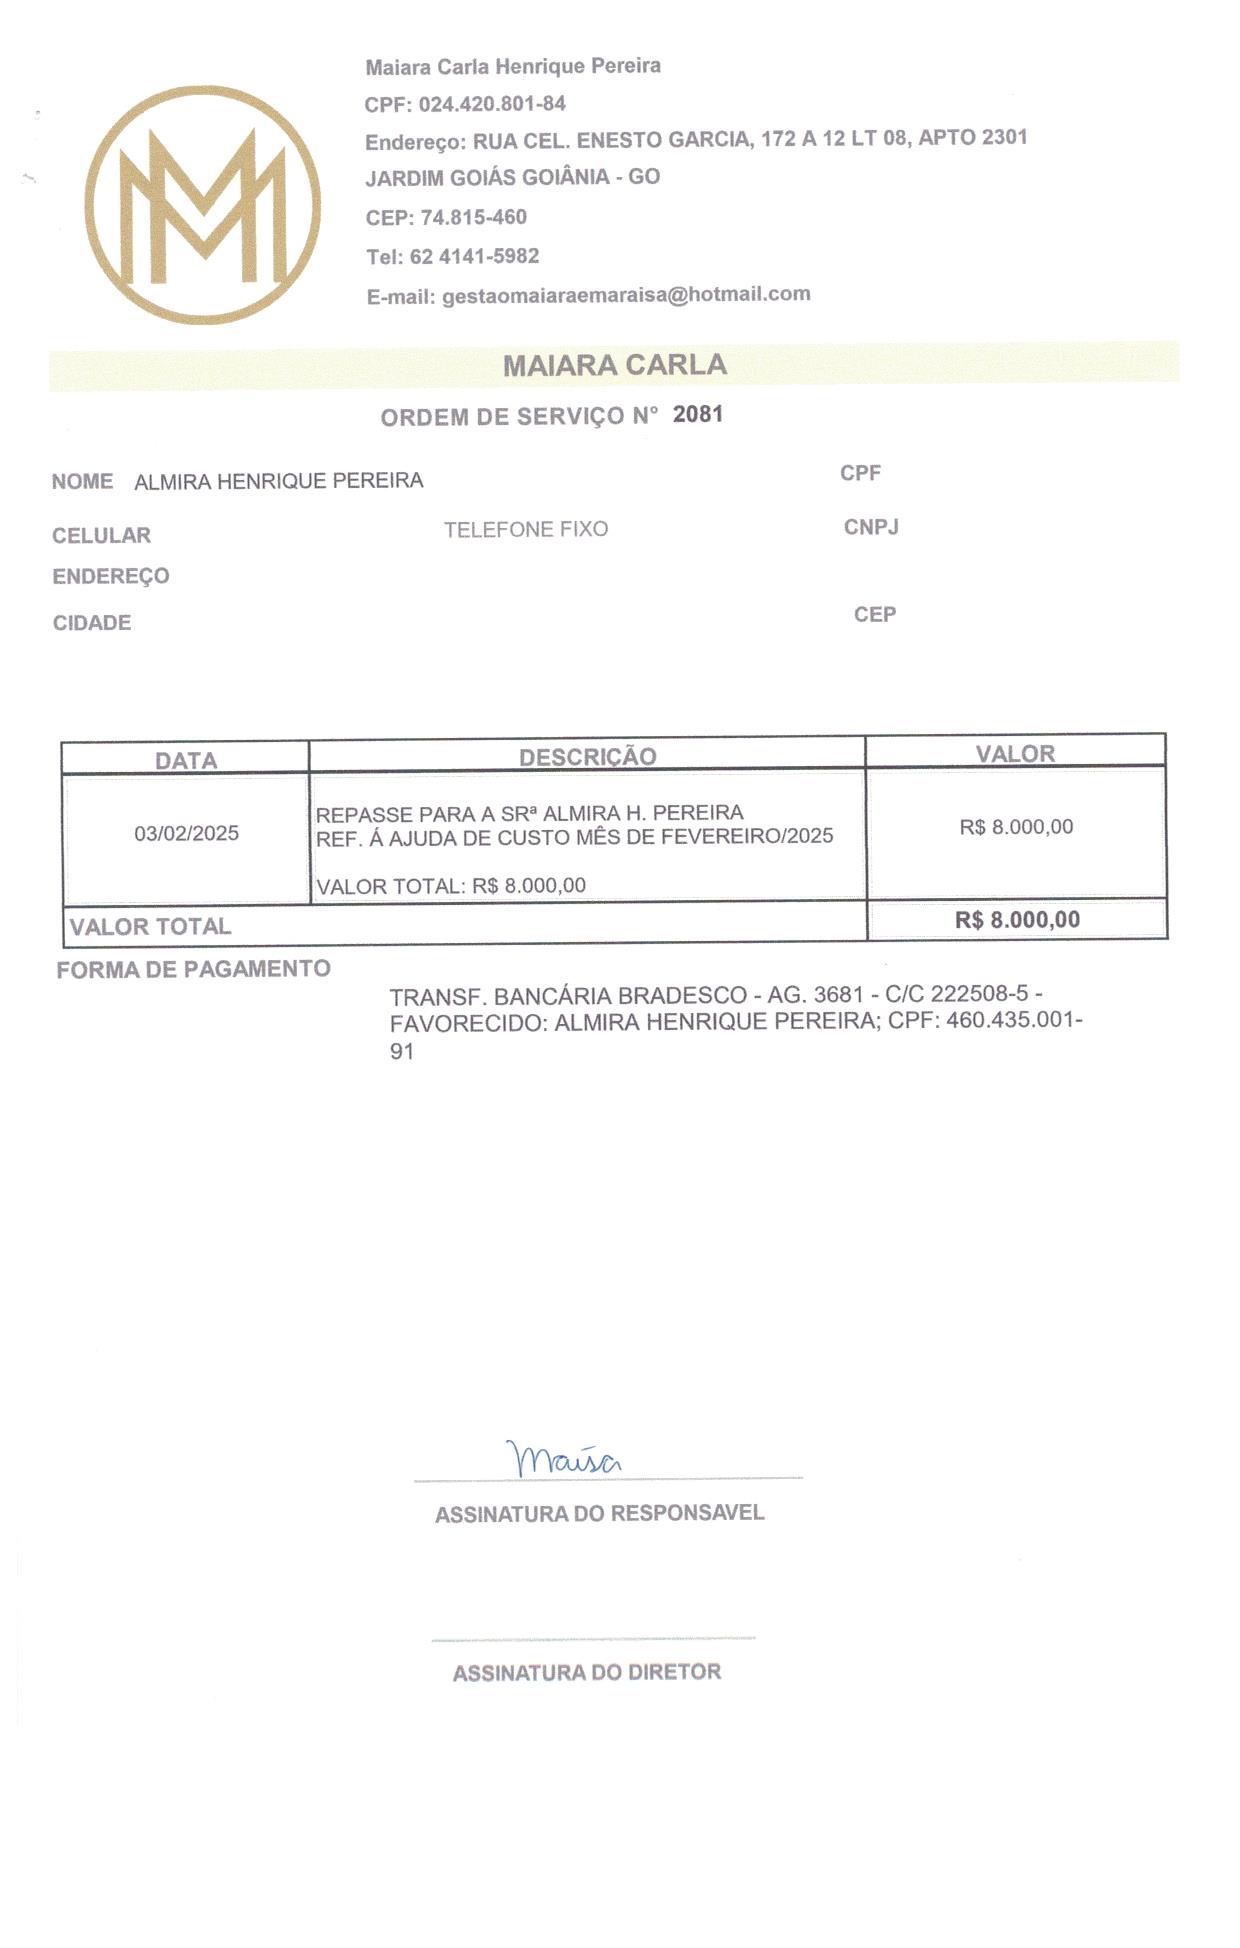 Maiara Carla Henrique Pereira
CPF: 024.420.801-84
Endereço: RUA CEL. ENESTO GARCIA, 172 A 12 LT 08, APTO 2301
JARDIM GOIÁS GOIÂNIA - GO
CEP: 74.815-460
Tel: 62 4141-5982
E-mail: gestaomaiaraemaraisa@hotmail.com
MAIARA CARLA
ORDEM DE SERVIÇO N° 2081
NOME ALMIRA HENRIQUE PEREIRA CPF
CELULAR TELEFONE FIXO CNPJ
ENDEREÇO
CIDADE CEP
DATA DESCRIÇÃO VALOR
REPASSE PARA A SRª ALMIRA H. PEREIRA
03/02/2025 REF. Á AJUDA DE CUSTO MÊS DE FEVEREIRO/2025 R$ 8.000,00
VALOR TOTAL: R$ 8.000,00
VALOR TOTAL R$ 8.000,00
FORMA DE PAGAMENTO
TRANSF. BANCÁRIA BRADESCO - AG. 3681 - C/C 222508-5 -
FAVORECIDO: ALMIRA HENRIQUE PEREIRA; CPF: 460.435.001-
91
Maísa
ASSINATURA DO RESPONSAVEL
ASSINATURA DO DIRETOR